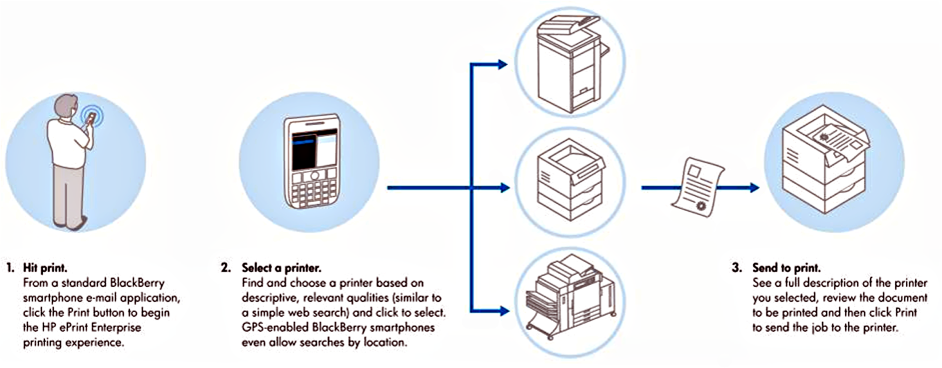 1. Hit print.
From a standard BlackBerry
smartphone e-mail application,
click the Print button to begin
the HP ePrint Enterprise
printing experience.
2. Select a printer.
Find and choose a printer based on
descriptive, relevant qualities (similar to
a simple web search) and click to select.
GPS-enabled BlackBerry smartphones
even allow searches by location.
3. Send to print.
See a full description of the printer
you selected, review the document
to be printed and then click Print
to send the job to the printer.